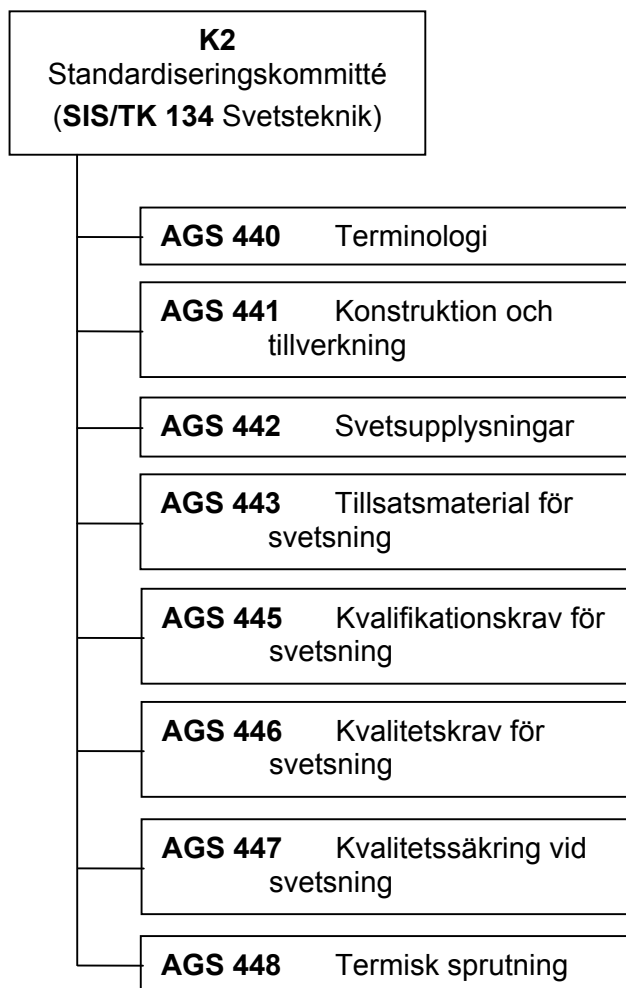 K2
Standardiseringskommitté
(SIS/TK 134 Svetsteknik)
AGS 440 Terminologi
AGS 441 Konstruktion och
tillverkning
AGS 442 Svetsupplysningar
AGS 443 Tillsatsmaterial för
svetsning
AGS 445 Kvalifikationskrav för
svetsning
AGS 446 Kvalitetskrav för
svetsning
AGS 447 Kvalitetssäkring vid
svetsning
AGS 448 Termisk sprutning